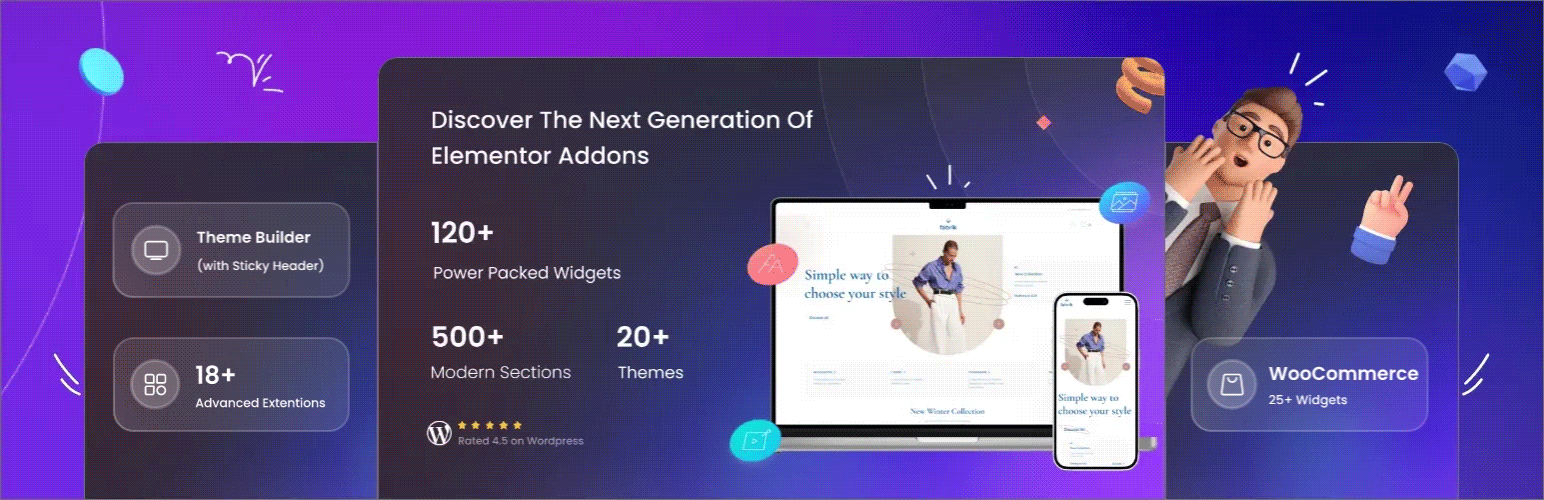 Discover The Next Generation Of
Elementor Addons
Theme Builder
(with Sticky Header)
18+
Advanced Extentions
120+
Power Packed Widgets
500+
Modern Sections
20+
Themes
Rated 4.5 on Wordpress
fabrik
Simple way to
choose your style
New Winter Collection
Simple way to
choose your style
WooCommerce
25+ Widgets